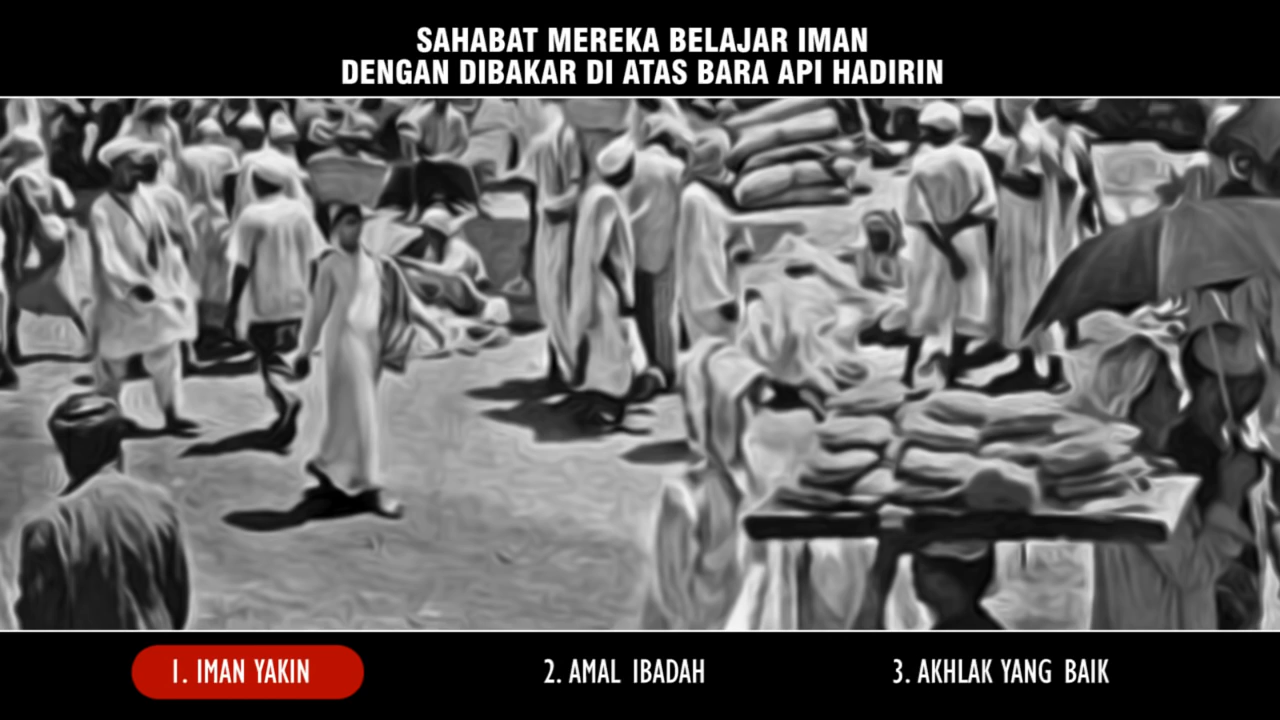 SAHABAT MEREKA BELAJAR IMAN
DENGAN DIBAKAR DI ATAS BARA API HADIRIN
1. IMAN YAKIN
2. AMAL IBADAH
3. AKHLAK YANG BAIK